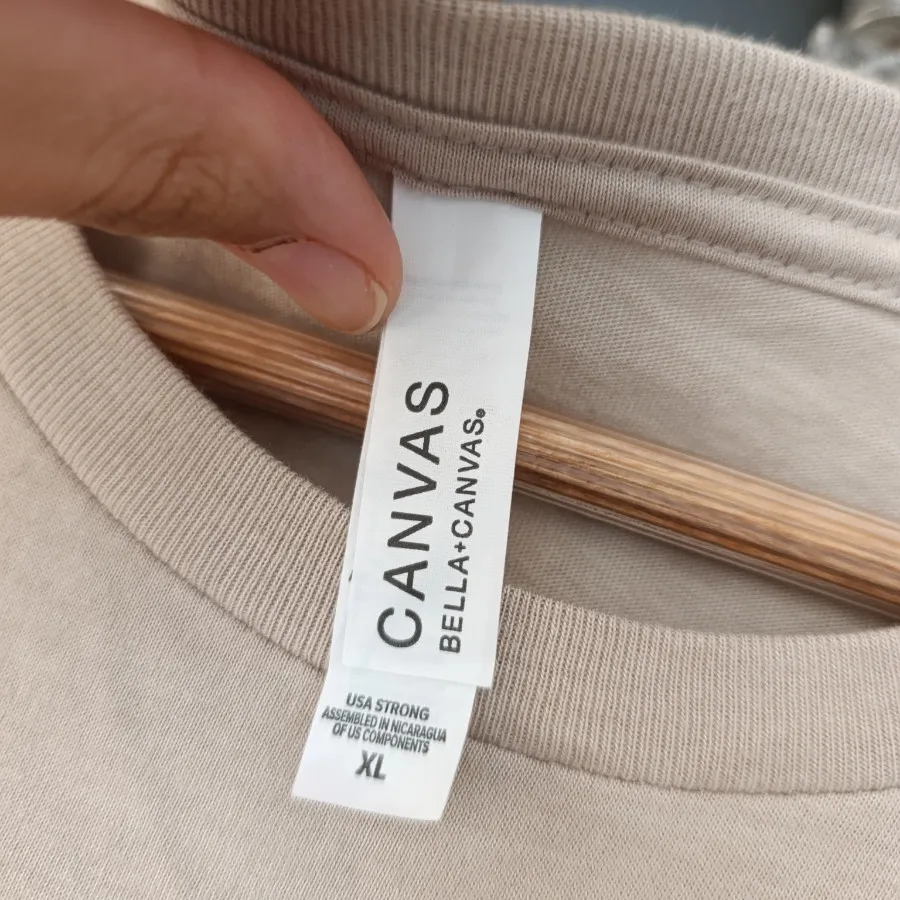 CANVAS
BELLA+CANVAS®
USA STRONG
ASSEMBLED IN NICARAGUA
OF US COMPONENTS
XL